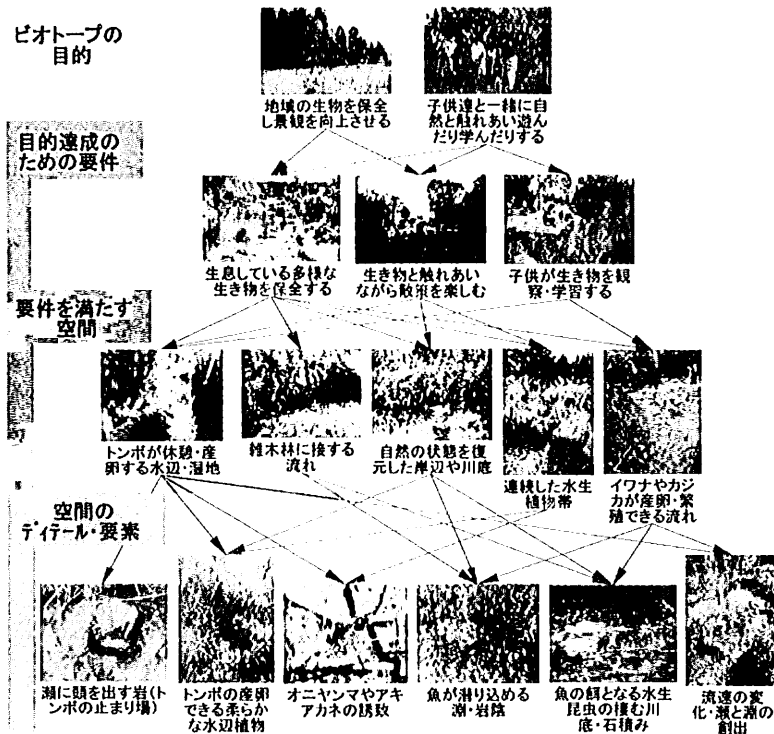 ビオトープの
目的
地域の生物を保全
し景観を向上させる
子供達と一緒に自
然と触れあい遊ん
だり学んだりする
目的達成の
ための要件
生息している多様な
生き物を保全する
生き物と触れあい
ながら散策を楽しむ
子供が生き物を観
察・学習する
要件を満たす
空間
トンボが休憩・産
卵する水辺・湿地
雑木林に接する
流れ
自然の状態を復
元した岸辺や川底
連続した水生
植物帯
イワナやカジ
カが産卵・繁
殖できる流れ
空間の
ディテール・要素
瀬に頭を出す岩(ト
ンボの止まり場)
トンボの産卵
できる柔らか
な水辺植物
オニヤンマやアキ
アカネの誘致
魚が潜り込める
淵・岩陰
魚の餌となる水生
昆虫の棲む川
底・石積み
流速の変
化・瀬と淵の
創出